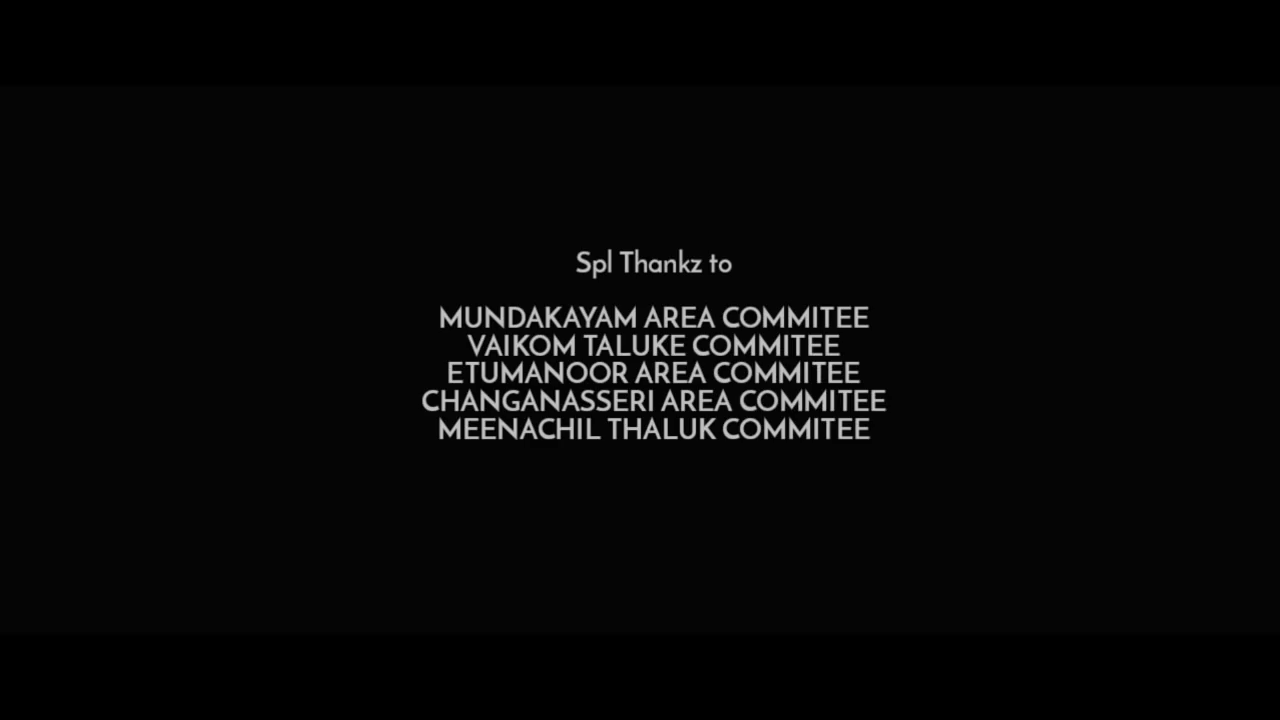 Spl Thankz to
MUNDAKAYAM AREA COMMITEE
VAIKOM TALUKE COMMITEE
ETUMANOOR AREA COMMITEE
CHANGANASSERI AREA COMMITEE
MEENACHIL THALUK COMMITEE